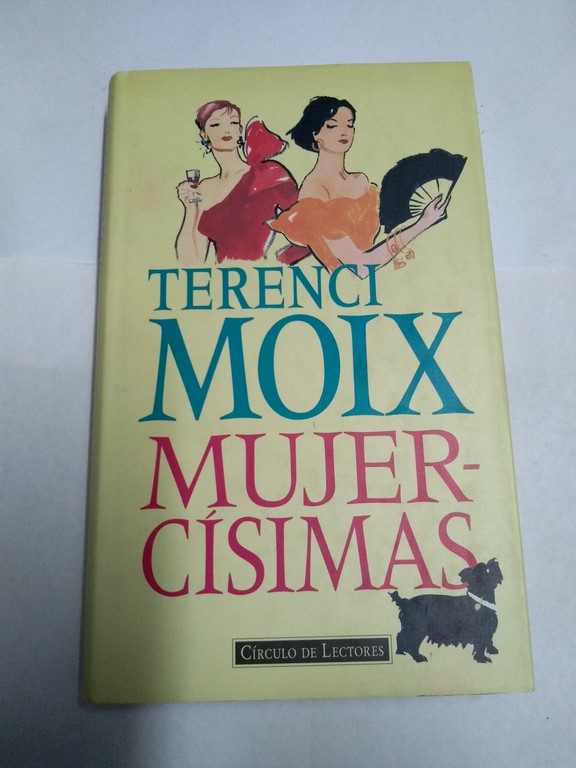 TERENCI
MOIX
MUJER-
CÍSIMAS
CÍRCULO DE LECTORES